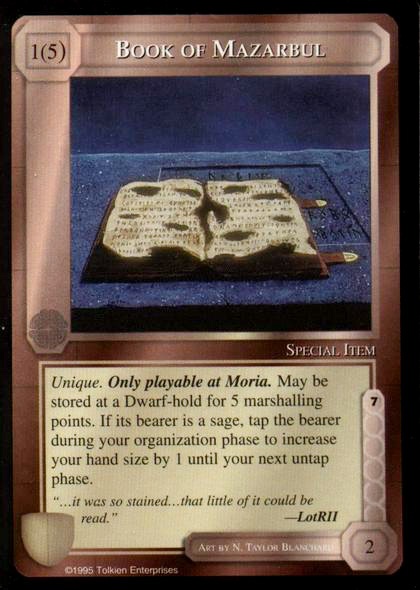 1(5)
BOOK OF MAZARBUL
SPECIAL ITEM
Unique. Only playable at Moria. May be
stored at a Dwarf-hold for 5 marshalling
points. If its bearer is a sage, tap the bearer
during your organization phase to increase
your hand size by 1 until your next untap
phase.
7
“…it was so stained…that little of it could be
read.” —LotRII
ART BY N. TAYLOR BLANCHARD
2
©1995 Tolkien Enterprises